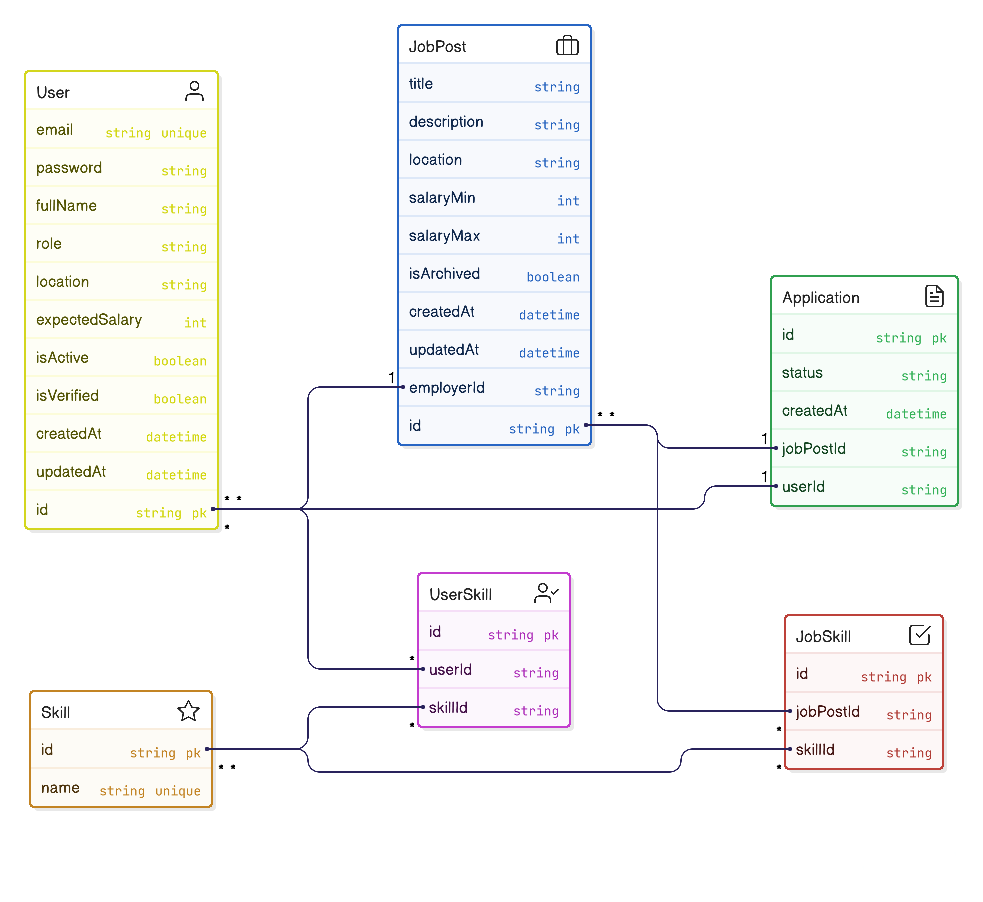 User
email string unique
password string
fullName string
role string
location string
expectedSalary int
isActive boolean
isVerified boolean
createdAt datetime
updatedAt datetime
id string pk
* *
*
JobPost
title string
description string
location string
salaryMin int
salaryMax int
isArchived boolean
createdAt datetime
updatedAt datetime
1
employerId string
id string pk
* *
Application
id string pk
status string
createdAt datetime
1
jobPostId string
1
userId string
UserSkill
id string pk
*
userId string
skillId string
*
Skill
id string pk
* *
name string unique
JobSkill
id string pk
jobPostId string
*
skillId string
*